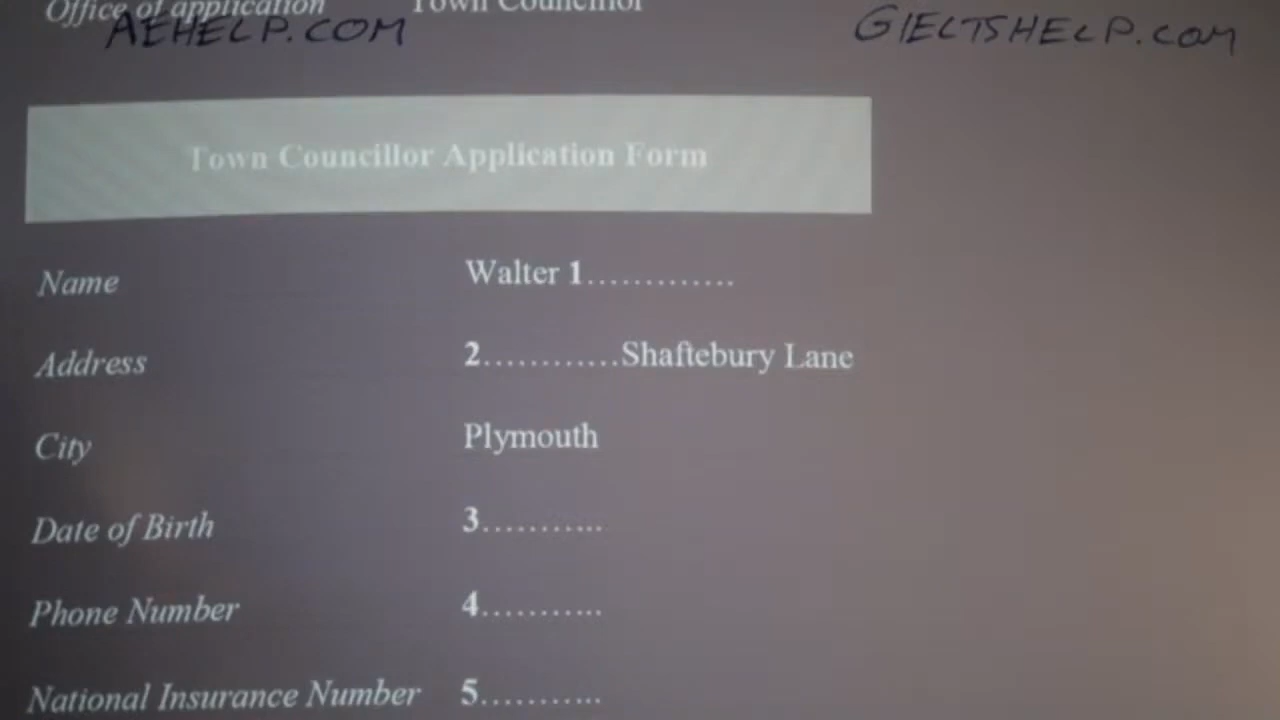 Office of application Town Councillor
AEHELP.COM GIELTSHELP.COM
Town Councillor Application Form
Name Walter 1.............
Address 2............Shaftebury Lane
City Plymouth
Date of Birth 3...........
Phone Number 4...........
National Insurance Number 5...........